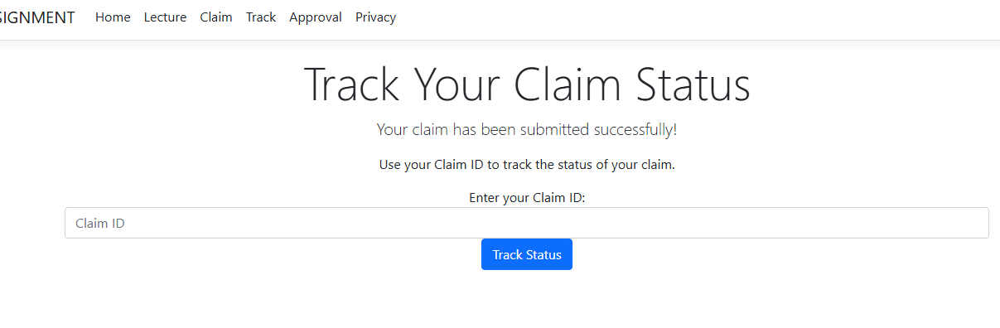 SIGNMENT Home Lecture Claim Track Approval Privacy
Track Your Claim Status
Your claim has been submitted successfully!
Use your Claim ID to track the status of your claim.
Enter your Claim ID:
Claim ID
Track Status